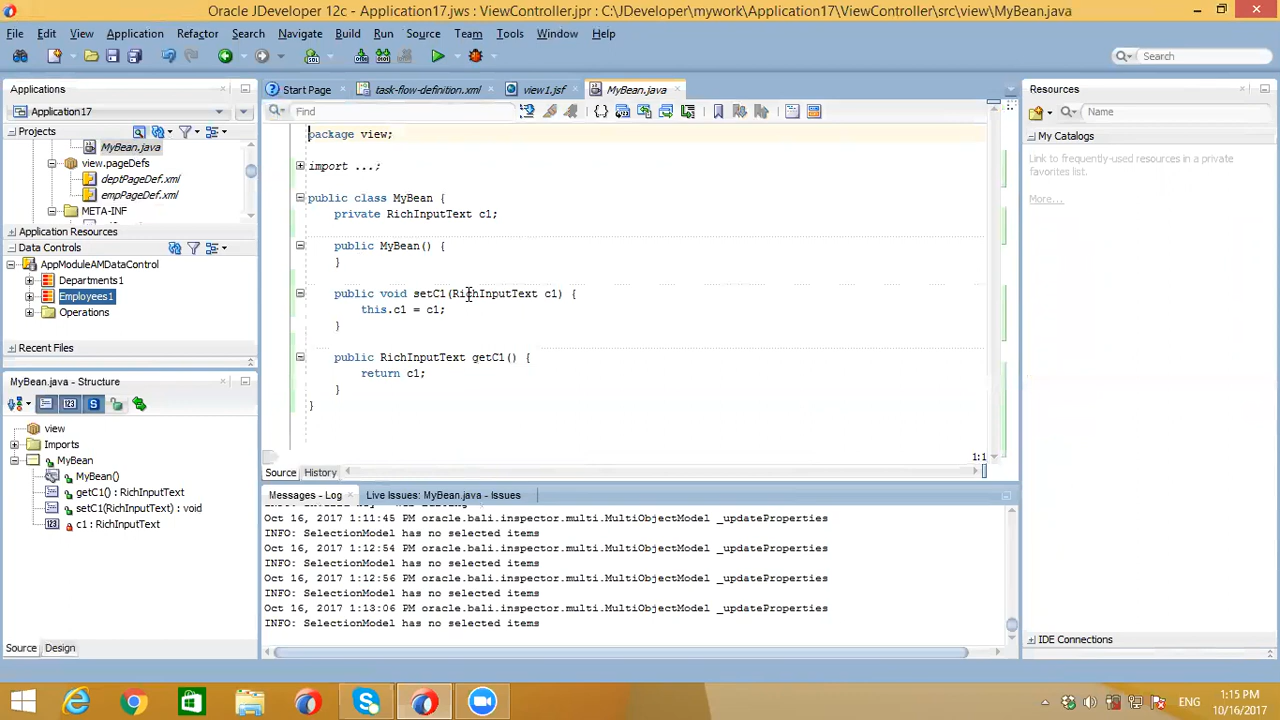 Oracle JDeveloper 12c - Application17.jws : ViewController.jpr : C:\JDeveloper\mywork\Application17\ViewController\src\view\MyBean.java
File Edit View Application Refactor Search Navigate Build Run Source Team Tools Window Help
Search
Applications
Application17
Projects
MyBean.java
view.pageDefs
deptPageDef.xml
empPageDef.xml
META-INF
Application Resources
Data Controls
AppModuleAMDataControl
Departments1
Employees1
Operations
Recent Files
MyBean.java - Structure
view
Imports
MyBean
MyBean()
getC1() : RichInputText
setC1(RichInputText) : void
c1 : RichInputText
Source Design
Start Page task-flow-definition.xml view1.jsf MyBean.java
Find
package view;
import ...;
public class MyBean {
private RichInputText c1;
public MyBean() {
}
public void setC1(RichInputText c1) {
this.c1 = c1;
}
public RichInputText getC1() {
return c1;
}
}
1:1
Source History
Messages - Log Live Issues: MyBean.java - Issues
Oct 16, 2017 1:11:45 PM oracle.bali.inspector.multi.MultiObjectModel _updateProperties
INFO: SelectionModel has no selected items
Oct 16, 2017 1:12:54 PM oracle.bali.inspector.multi.MultiObjectModel _updateProperties
INFO: SelectionModel has no selected items
Oct 16, 2017 1:12:56 PM oracle.bali.inspector.multi.MultiObjectModel _updateProperties
INFO: SelectionModel has no selected items
Oct 16, 2017 1:13:06 PM oracle.bali.inspector.multi.MultiObjectModel _updateProperties
INFO: SelectionModel has no selected items
Resources
Name
My Catalogs
Link to frequently-used resources in a private
favorites list.
More...
IDE Connections
ENG
1:15 PM
10/16/2017